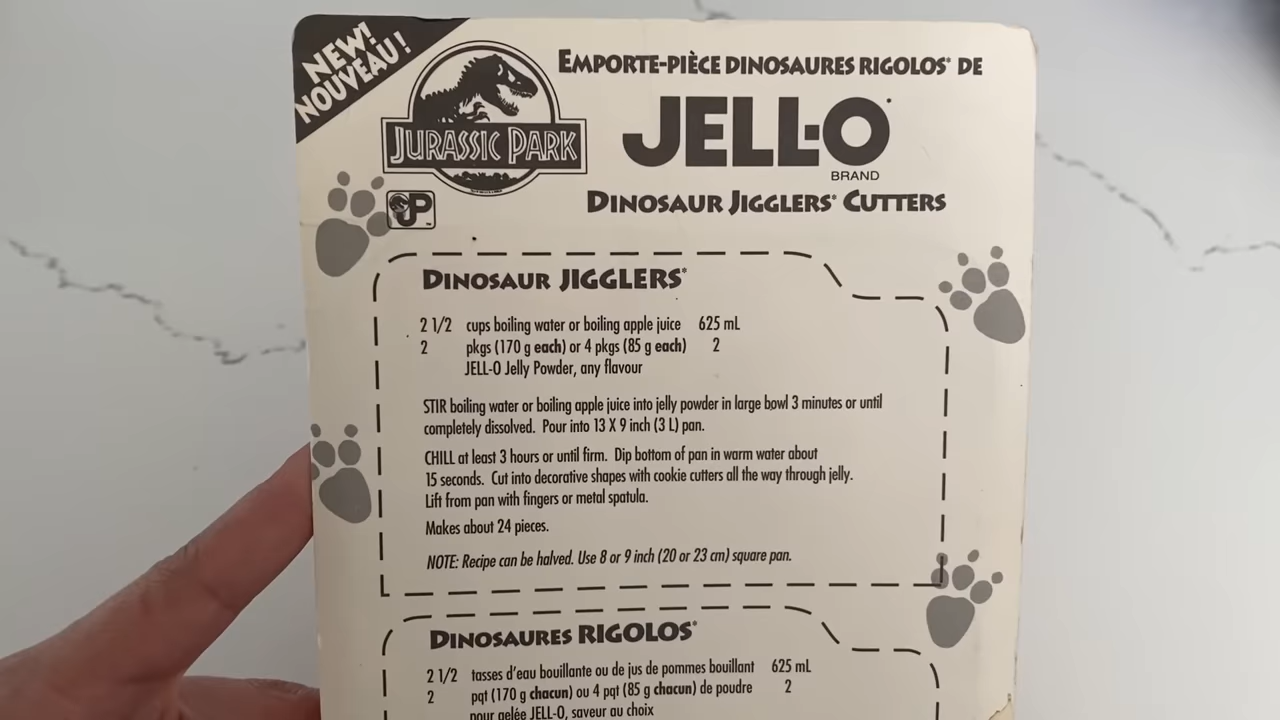 NEW!
NOUVEAU!
JURASSIC PARK
JP
EMPORTE-PIÈCE DINOSAURES RIGOLOS* DE
JELL-O*
BRAND
DINOSAUR JIGGLERS* CUTTERS
DINOSAUR JIGGLERS*
2 1/2 cups boiling water or boiling apple juice 625 mL
2 pkgs (170 g each) or 4 pkgs (85 g each) 2
JELL-O Jelly Powder, any flavour
STIR boiling water or boiling apple juice into jelly powder in large bowl 3 minutes or until
completely dissolved. Pour into 13 X 9 inch (3 L) pan.
CHILL at least 3 hours or until firm. Dip bottom of pan in warm water about
15 seconds. Cut into decorative shapes with cookie cutters all the way through jelly.
Lift from pan with fingers or metal spatula.
Makes about 24 pieces.
NOTE: Recipe can be halved. Use 8 or 9 inch (20 or 23 cm) square pan.
DINOSAURES RIGOLOS*
2 1/2 tasses d'eau bouillante ou de jus de pommes bouillant 625 mL
2 pqt (170 g chacun) ou 4 pqt (85 g chacun) de poudre 2
pour gelée JELL-O, saveur au choix